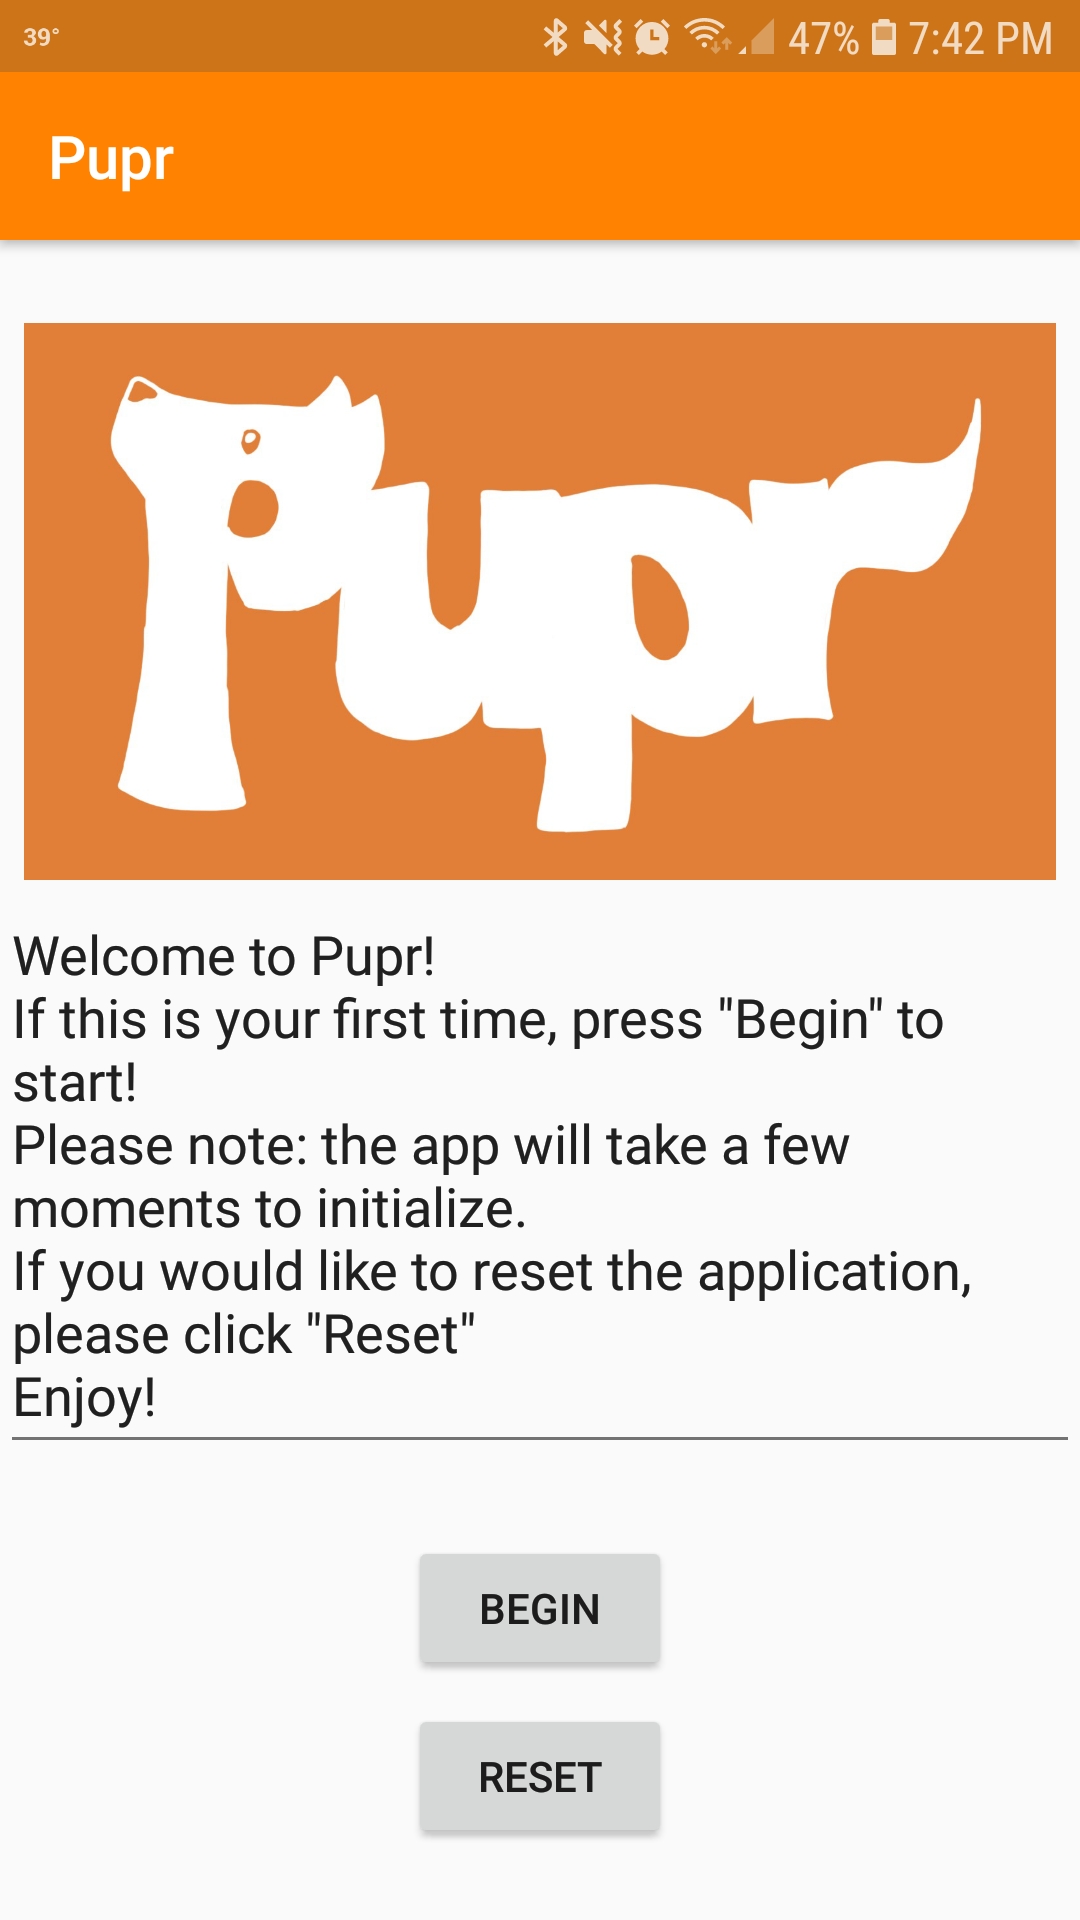 39° 47% 7:42 PM
Pupr
Pupr
Welcome to Pupr!
If this is your first time, press "Begin" to
start!
Please note: the app will take a few
moments to initialize.
If you would like to reset the application,
please click "Reset"
Enjoy!
BEGIN
RESET